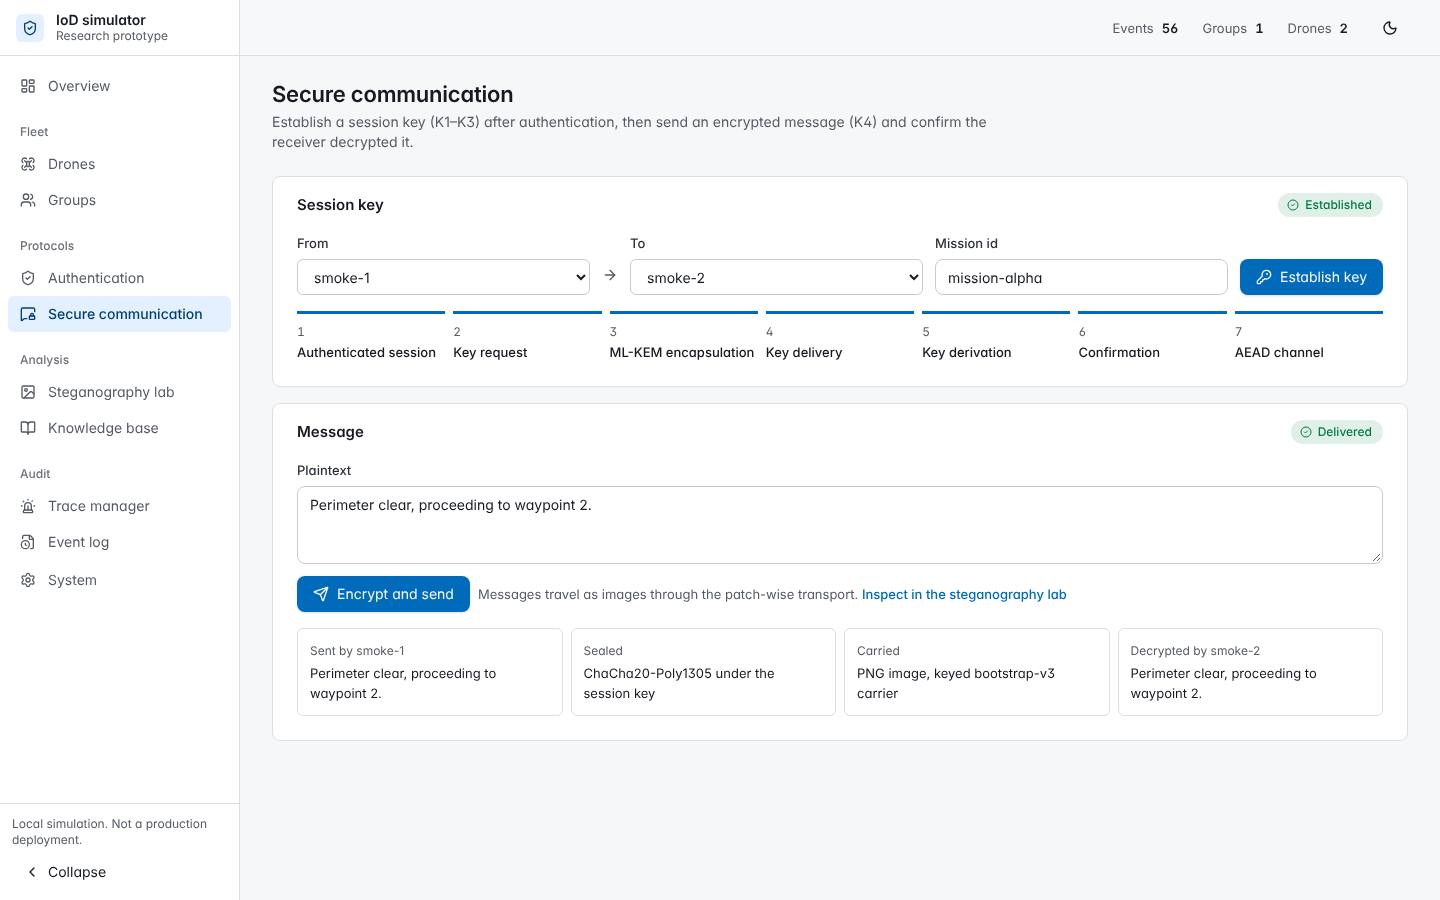 IoD simulator
Research prototype
Events 56 Groups 1 Drones 2
Overview
Fleet
Drones
Groups
Protocols
Authentication
Secure communication
Analysis
Steganography lab
Knowledge base
Audit
Trace manager
Event log
System
Local simulation. Not a production
deployment.
Collapse
Secure communication
Establish a session key (K1–K3) after authentication, then send an encrypted message (K4) and confirm the
receiver decrypted it.
Session key
Established
From
To
Mission id
smoke-1
→
smoke-2
mission-alpha
Establish key
1
Authenticated session
2
Key request
3
ML-KEM encapsulation
4
Key delivery
5
Key derivation
6
Confirmation
7
AEAD channel
Message
Delivered
Plaintext
Perimeter clear, proceeding to waypoint 2.
Encrypt and send
Messages travel as images through the patch-wise transport. Inspect in the steganography lab
Sent by smoke-1
Perimeter clear, proceeding to
waypoint 2.
Sealed
ChaCha20-Poly1305 under the
session key
Carried
PNG image, keyed bootstrap-v3
carrier
Decrypted by smoke-2
Perimeter clear, proceeding to
waypoint 2.